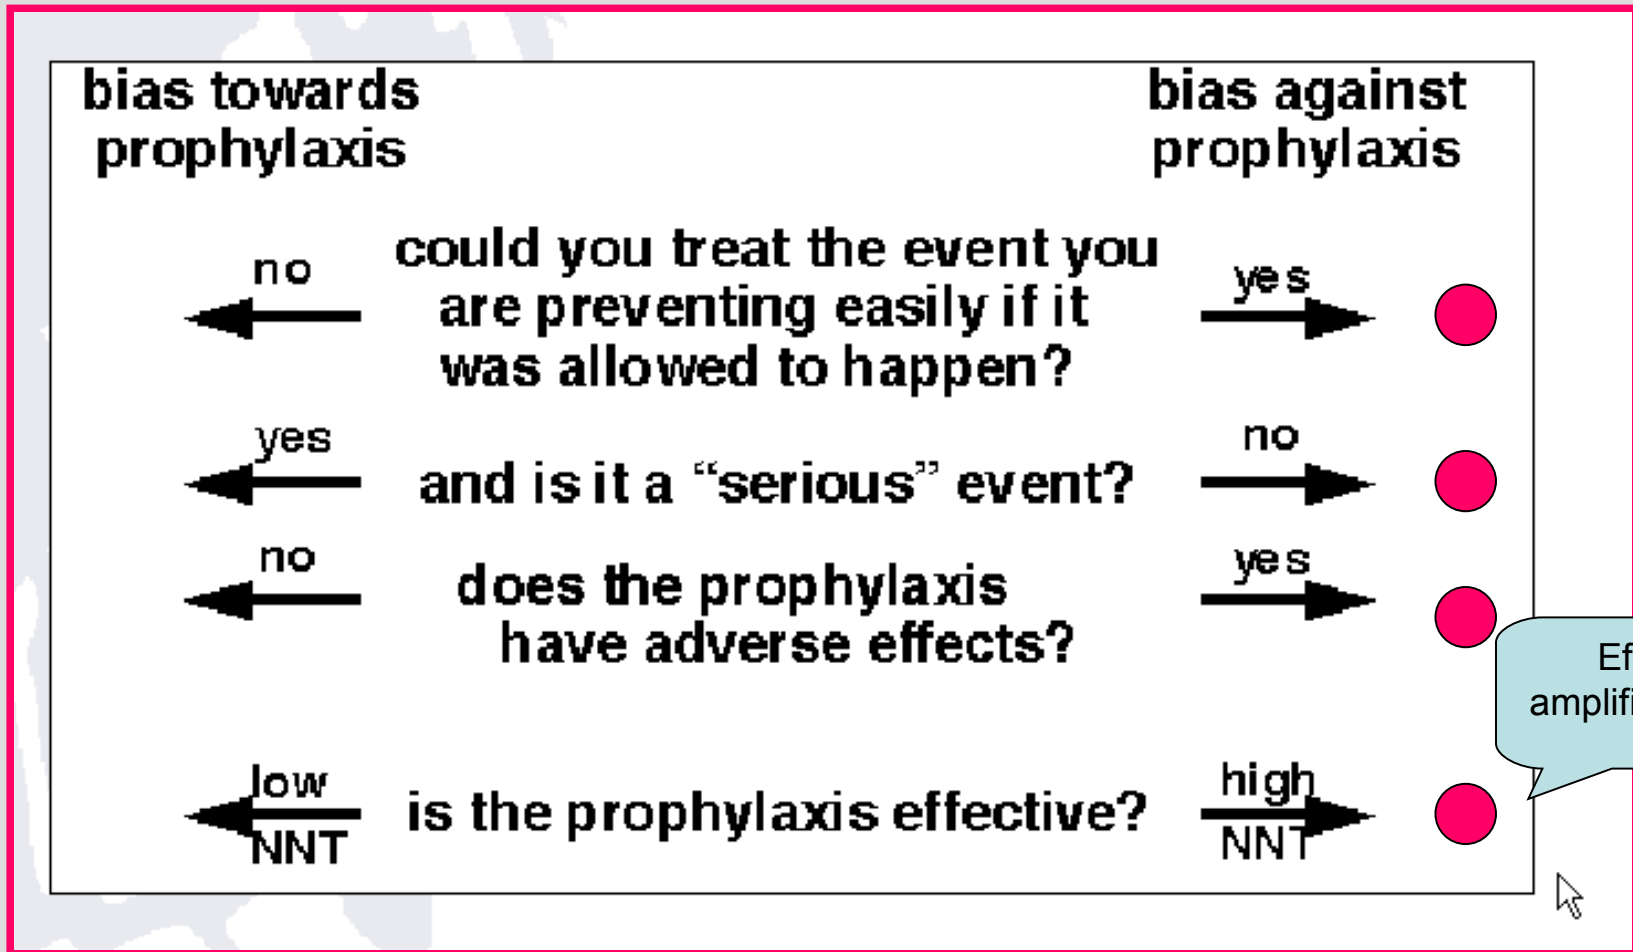 bias towards
prophylaxis
bias against
prophylaxis
no
could you treat the event you
are preventing easily if it
was allowed to happen?
yes
yes
and is it a “serious” event?
no
no
does the prophylaxis
have adverse effects?
yes
low
NNT
is the prophylaxis effective?
high
NNT